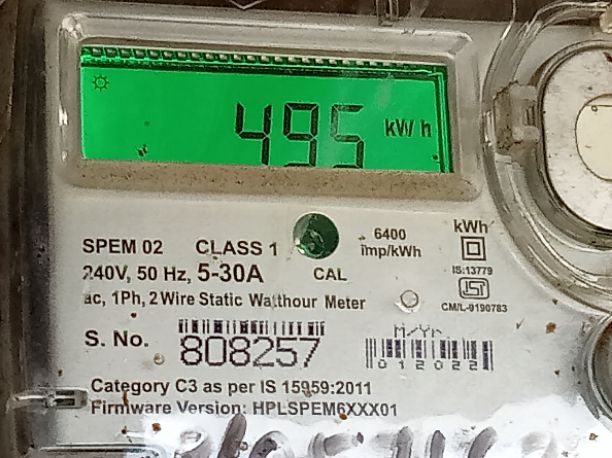 495 kW h
SPEM 02 CLASS 1
6400
imp/kWh
kWh
240V, 50 Hz, 5-30A
CAL
IS:13779
ac, 1Ph, 2 Wire Static Watthour Meter
CM/L-9190783
S. No.
808257
M/Yr
012022
Category C3 as per IS 15959:2011
Firmware Version: HPLSPEM6XXX01